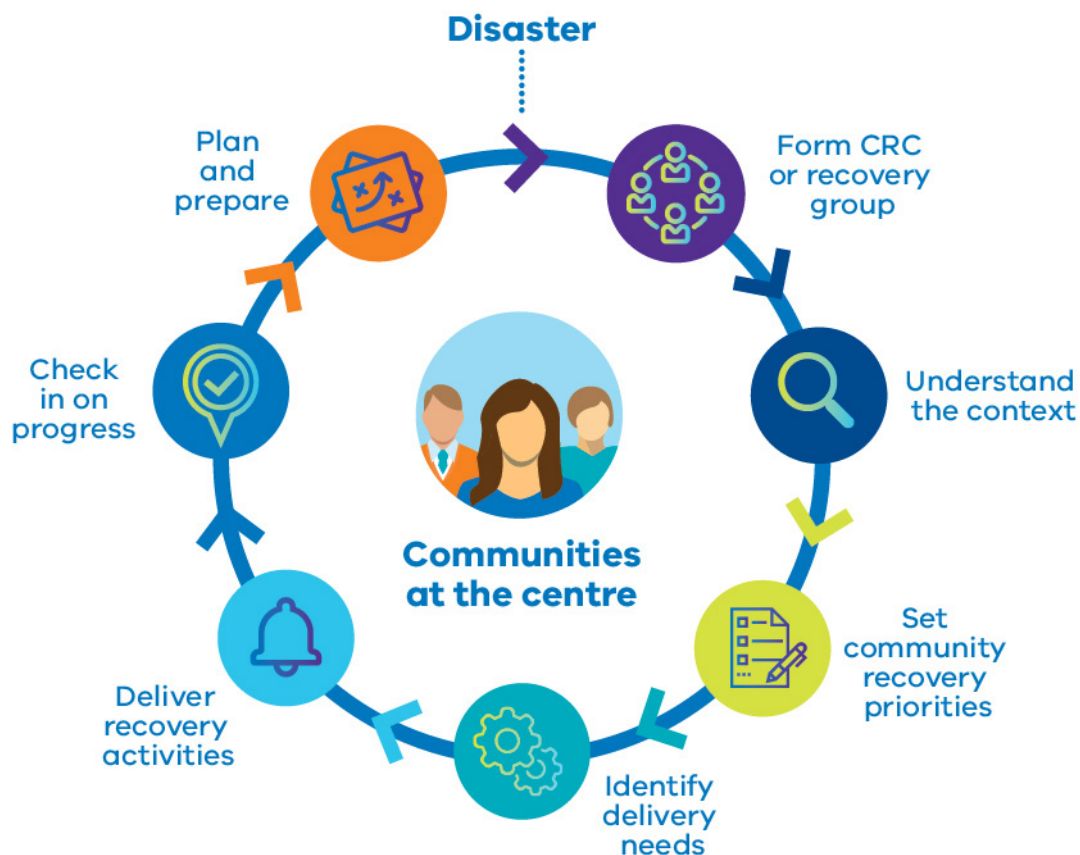 Disaster
Form CRC
or recovery
group
Understand
the context
Set
community
recovery
priorities
Identify
delivery
needs
Deliver
recovery
activities
Check
in on
progress
Plan
and
prepare
Communities
at the centre